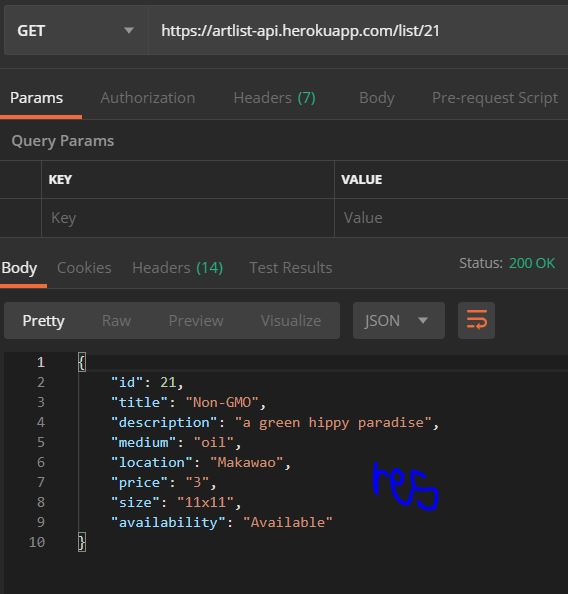 GET https://artlist-api.herokuapp.com/list/21
Params Authorization Headers (7) Body Pre-request Script
Query Params
KEY VALUE
Key Value
Body Cookies Headers (14) Test Results Status: 200 OK
Pretty Raw Preview Visualize JSON
1 {
2 "id": 21,
3 "title": "Non-GMO",
4 "description": "a green hippy paradise",
5 "medium": "oil",
6 "location": "Makawao",
7 "price": "3",
8 "size": "11x11",
9 "availability": "Available"
10 }
res